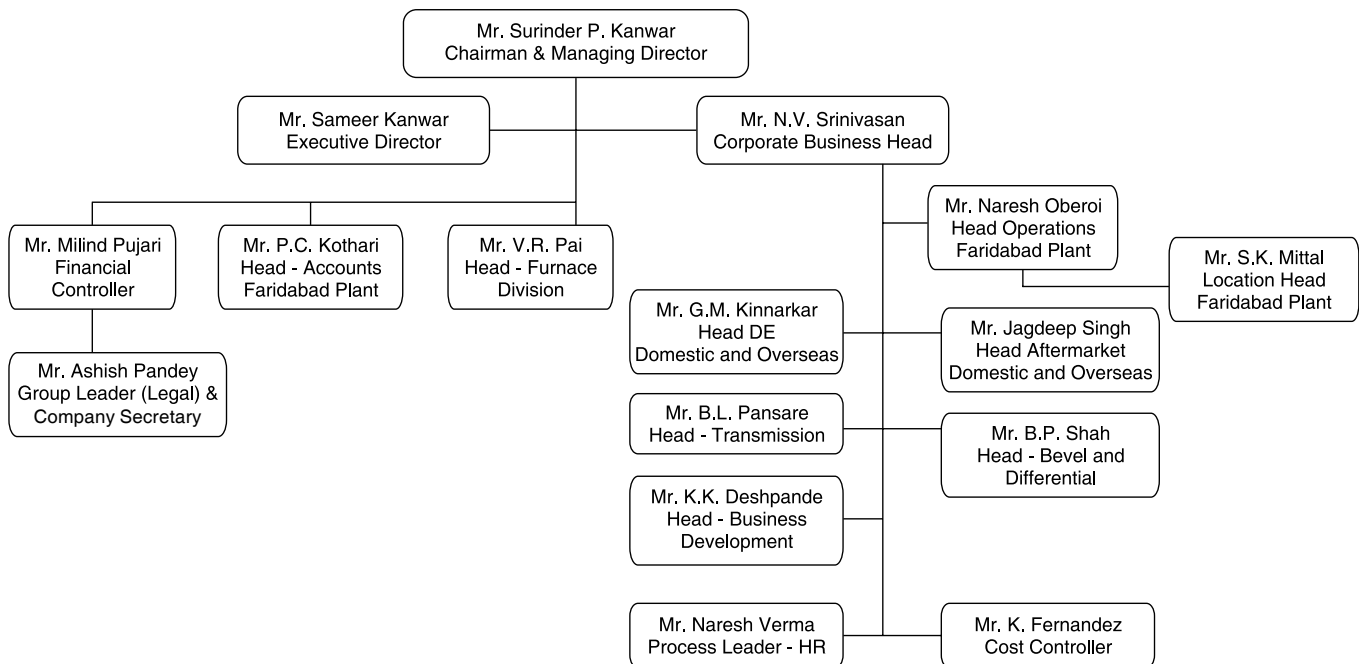 Mr. Surinder P. Kanwar
Chairman & Managing Director
Mr. Sameer Kanwar
Executive Director
Mr. N.V. Srinivasan
Corporate Business Head
Mr. Milind Pujari
Financial
Controller
Mr. P.C. Kothari
Head - Accounts
Faridabad Plant
Mr. V.R. Pai
Head - Furnace
Division
Mr. Naresh Oberoi
Head Operations
Faridabad Plant
Mr. S.K. Mittal
Location Head
Faridabad Plant
Mr. Ashish Pandey
Group Leader (Legal) &
Company Secretary
Mr. G.M. Kinnarkar
Head DE
Domestic and Overseas
Mr. Jagdeep Singh
Head Aftermarket
Domestic and Overseas
Mr. B.L. Pansare
Head - Transmission
Mr. B.P. Shah
Head - Bevel and
Differential
Mr. K.K. Deshpande
Head - Business
Development
Mr. Naresh Verma
Process Leader - HR
Mr. K. Fernandez
Cost Controller